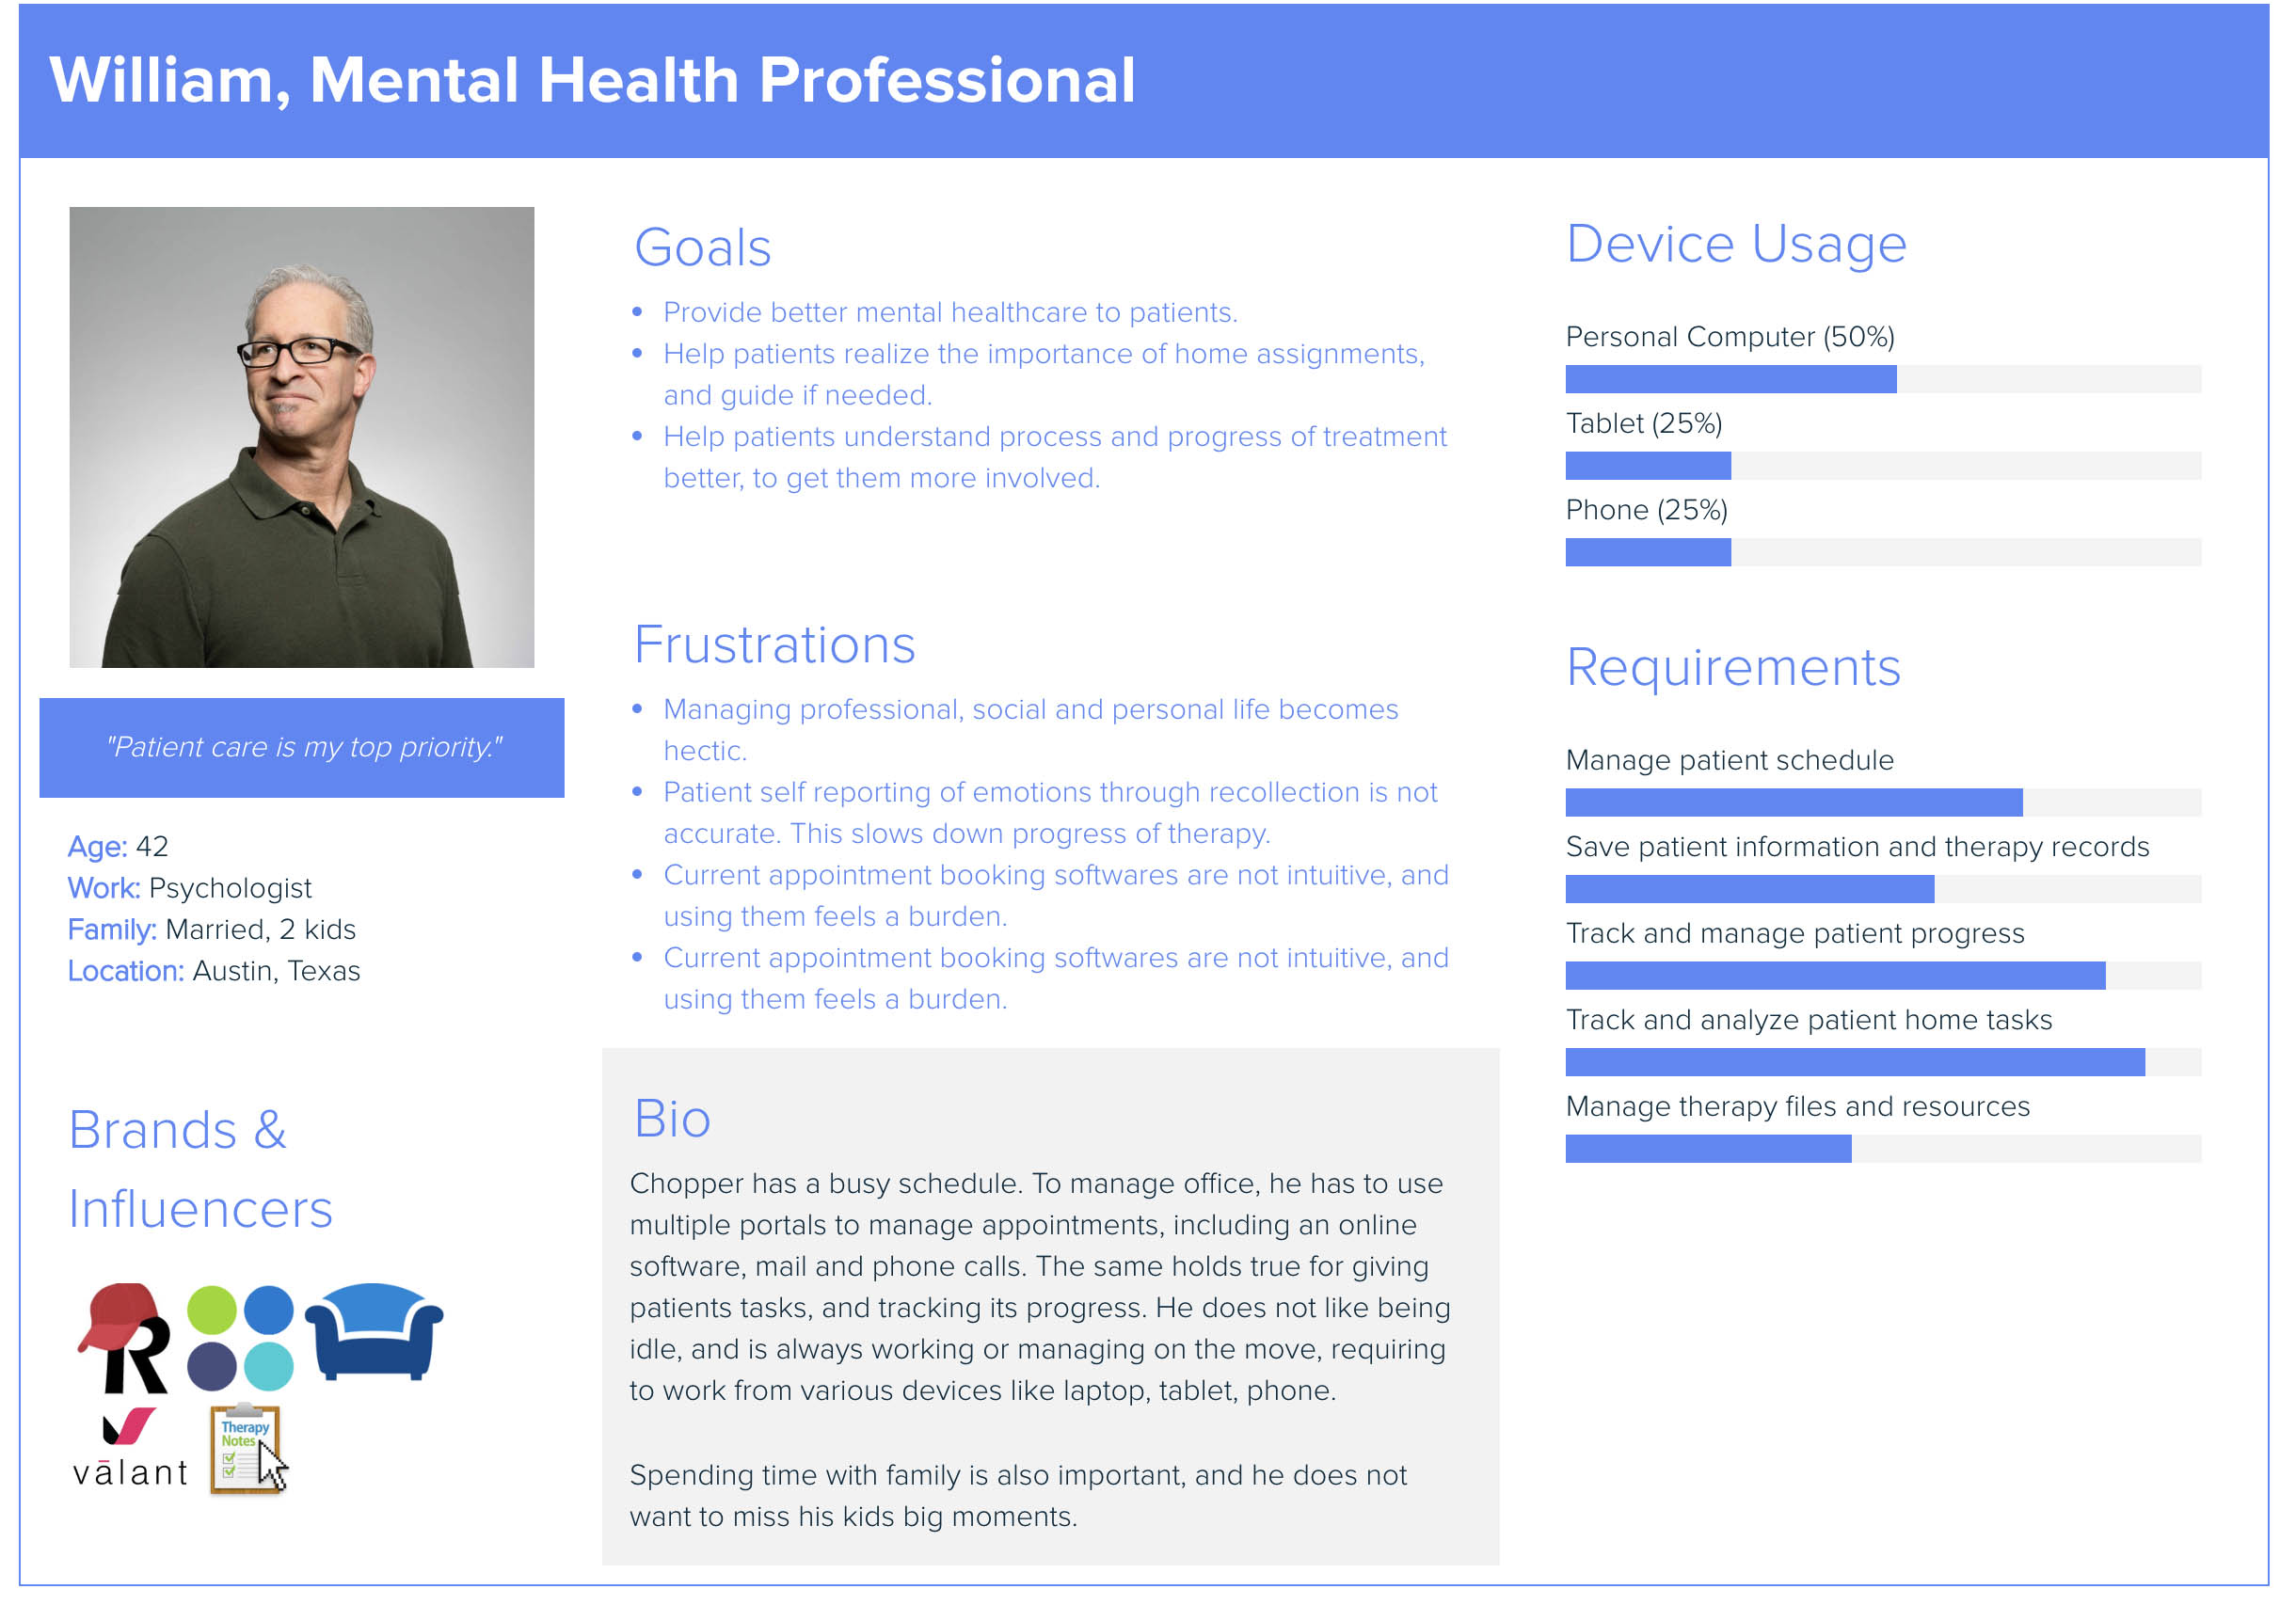 William, Mental Health Professional
"Patient care is my top priority."
Age: 42
Work: Psychologist
Family: Married, 2 kids
Location: Austin, Texas
Brands &
Influencers
R
vālant
Therapy
Notes
Goals
Provide better mental healthcare to patients.
Help patients realize the importance of home assignments,
and guide if needed.
Help patients understand process and progress of treatment
better, to get them more involved.
Frustrations
Managing professional, social and personal life becomes
hectic.
Patient self reporting of emotions through recollection is not
accurate. This slows down progress of therapy.
Current appointment booking softwares are not intuitive, and
using them feels a burden.
Current appointment booking softwares are not intuitive, and
using them feels a burden.
Bio
Chopper has a busy schedule. To manage office, he has to use
multiple portals to manage appointments, including an online
software, mail and phone calls. The same holds true for giving
patients tasks, and tracking its progress. He does not like being
idle, and is always working or managing on the move, requiring
to work from various devices like laptop, tablet, phone.
Spending time with family is also important, and he does not
want to miss his kids big moments.
Device Usage
Personal Computer (50%)
Tablet (25%)
Phone (25%)
Requirements
Manage patient schedule
Save patient information and therapy records
Track and manage patient progress
Track and analyze patient home tasks
Manage therapy files and resources